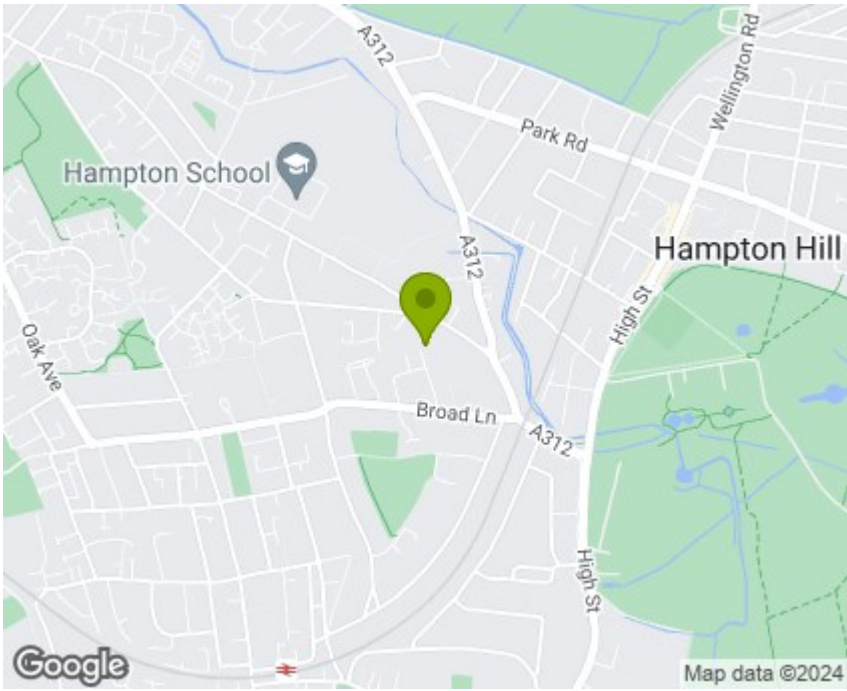 A312
Wellington Rd
Park Rd
Hampton School
A312
Hampton Hill
High St
Oak Ave
Broad Ln
A312
High St
Google
Map data ©2024